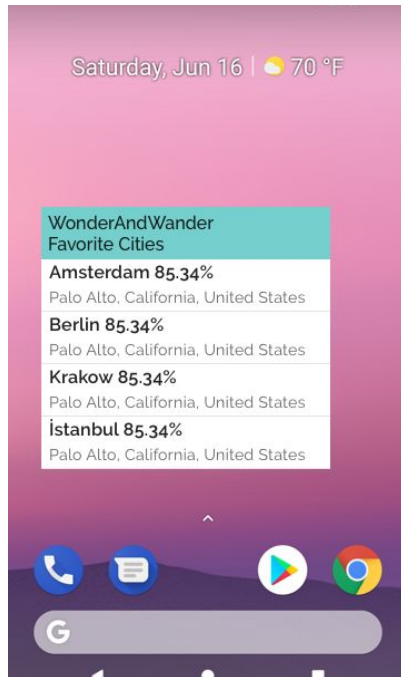 Saturday, Jun 16 | 70 °F
WonderAndWander
Favorite Cities
Amsterdam 85.34%
Palo Alto, California, United States
Berlin 85.34%
Palo Alto, California, United States
Krakow 85.34%
Palo Alto, California, United States
İstanbul 85.34%
Palo Alto, California, United States
G